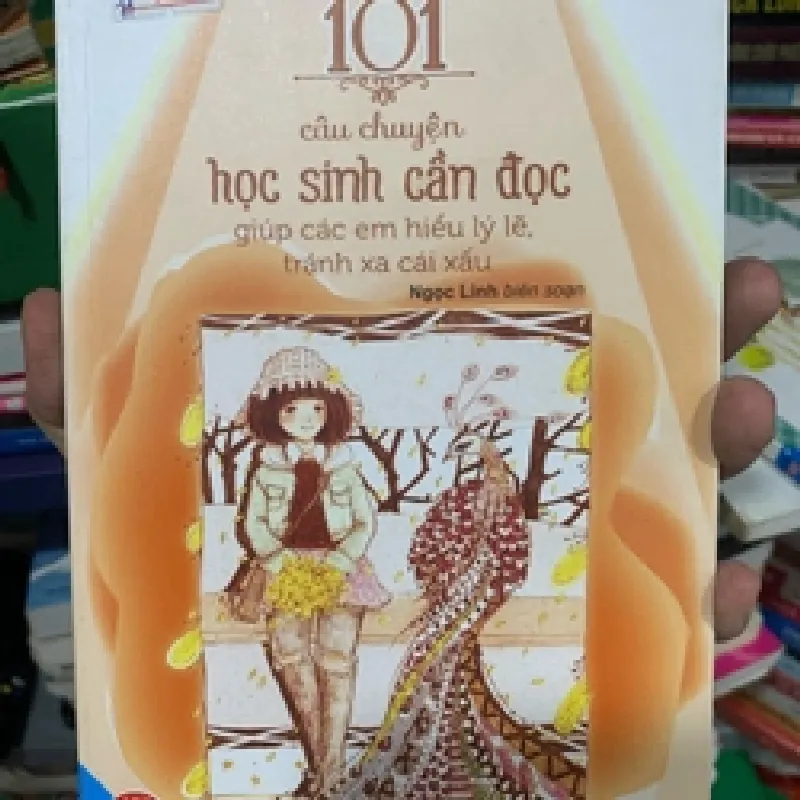 101
câu chuyện
học sinh cần đọc
giúp các em hiểu lý lẽ,
tránh xa cái xấu
Ngọc Linh biên soạn